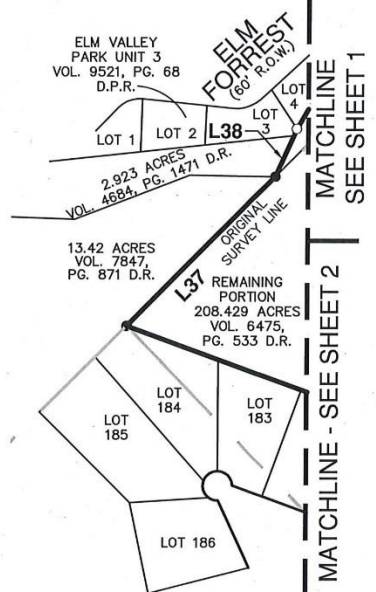 ELM VALLEY
PARK UNIT 3
VOL. 9521, PG. 68
D.P.R.
ELM
FORREST
(60' R.O.W.)
LOT 1
LOT 2
L38
LOT
3
LOT
4
MATCHLINE
SEE SHEET 1
2.923 ACRES
VOL. 4684, PG. 1471 D.R.
13.42 ACRES
VOL. 7847,
PG. 871 D.R.
L37
ORIGINAL
SURVEY LINE
REMAINING
PORTION
208.429 ACRES
VOL. 6475,
PG. 533 D.R.
MATCHLINE - SEE SHEET 2
LOT
185
LOT
184
LOT
183
LOT 186